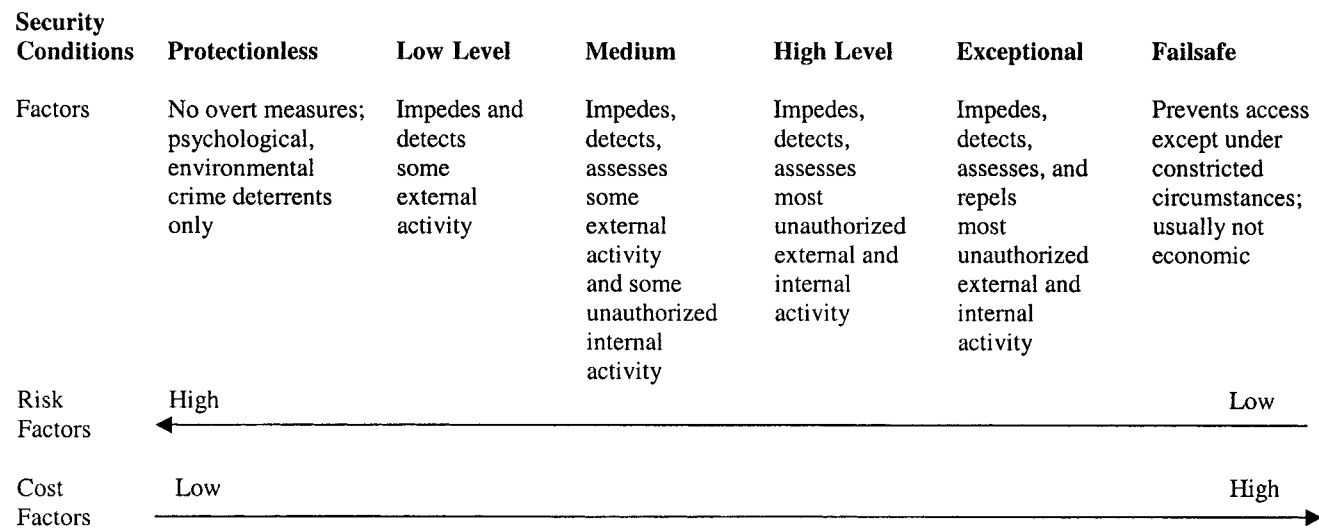 Security
Conditions Protectionless Low Level Medium High Level Exceptional Failsafe
Factors No overt measures; Impedes and Impedes, Impedes, Impedes, Prevents access
psychological, detects detects, detects, detects, except under
environmental some assesses assesses assesses, and constricted
crime deterrents external some most repels circumstances;
only activity external unauthorized most usually not
activity external and unauthorized economic
and some internal external and
unauthorized activity internal
internal activity
activity
Risk High Low
Factors
Cost Low High
Factors